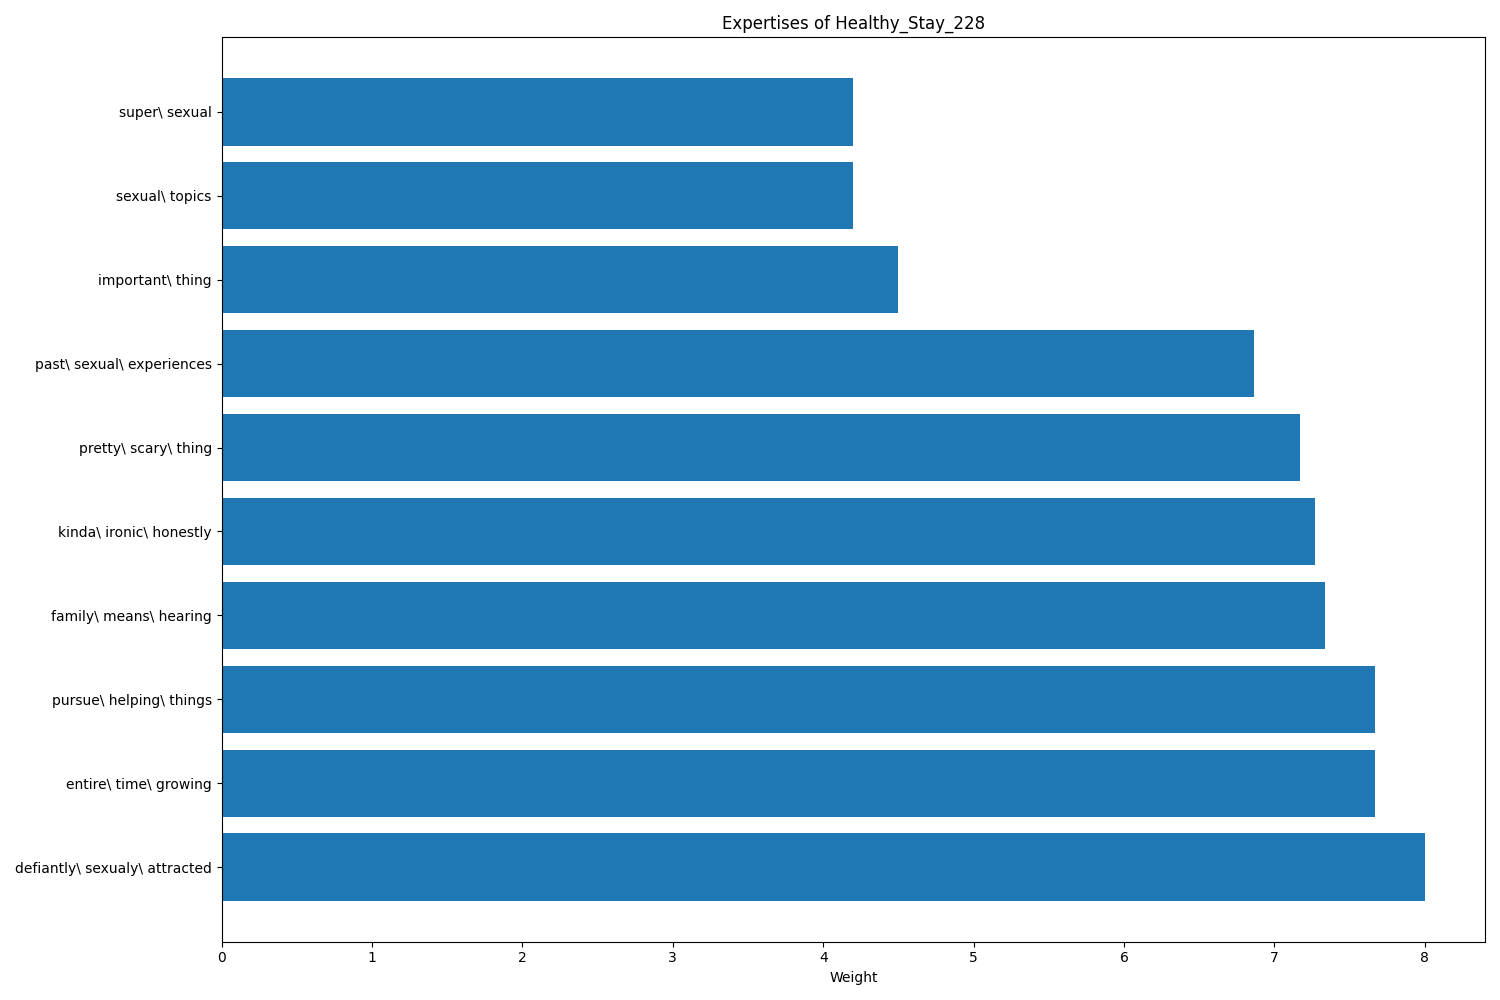 Expertises of Healthy_Stay_228
super\ sexual
sexual\ topics
important\ thing
past\ sexual\ experiences
pretty\ scary\ thing
kinda\ ironic\ honestly
family\ means\ hearing
pursue\ helping\ things
entire\ time\ growing
defiantly\ sexualy\ attracted
0 1 2 3 4 5 6 7 8
Weight